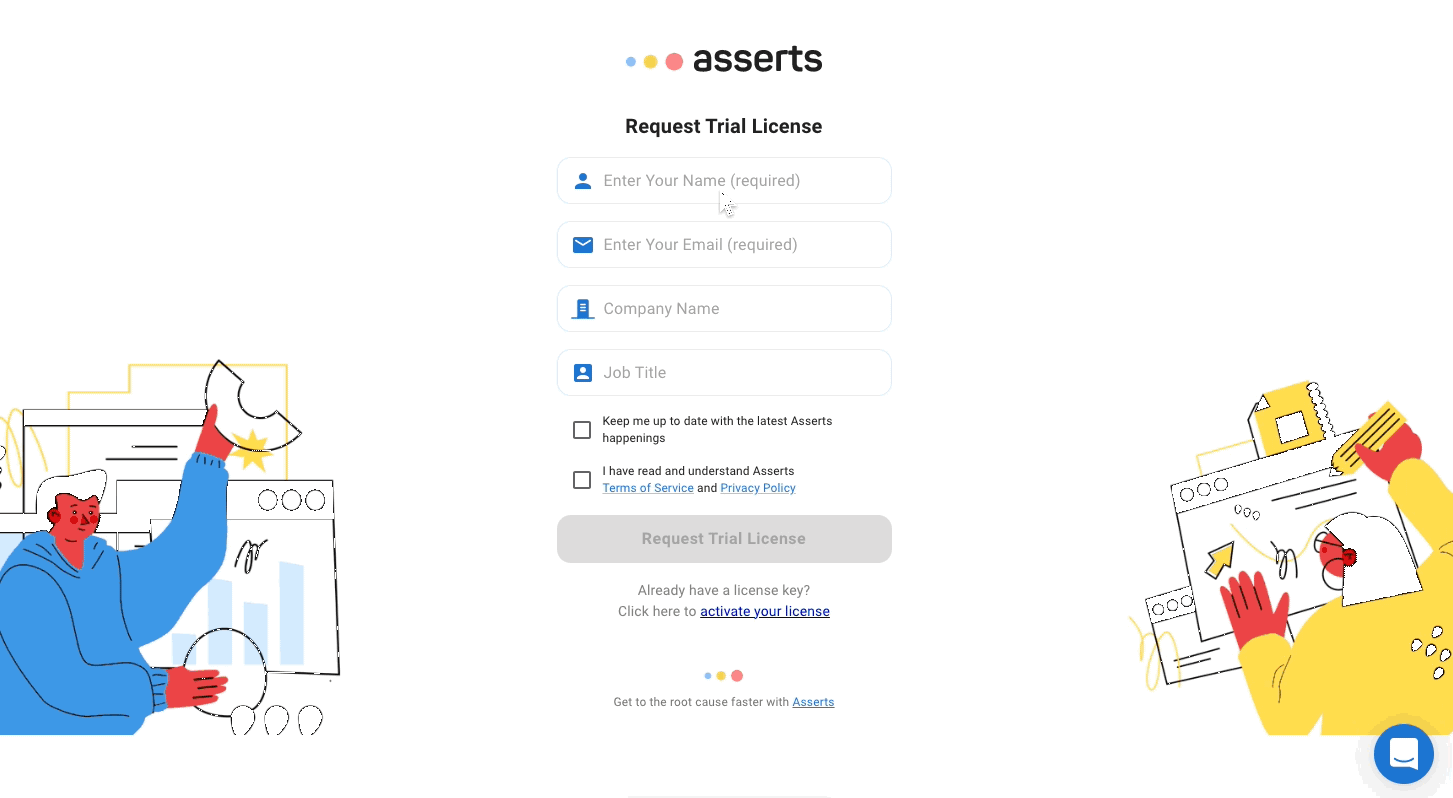 asserts
Request Trial License
Enter Your Name (required)
Enter Your Email (required)
Company Name
Job Title
Keep me up to date with the latest Asserts
happenings
I have read and understand Asserts
Terms of Service and Privacy Policy
Request Trial License
Already have a license key?
Click here to activate your license
Get to the root cause faster with Asserts